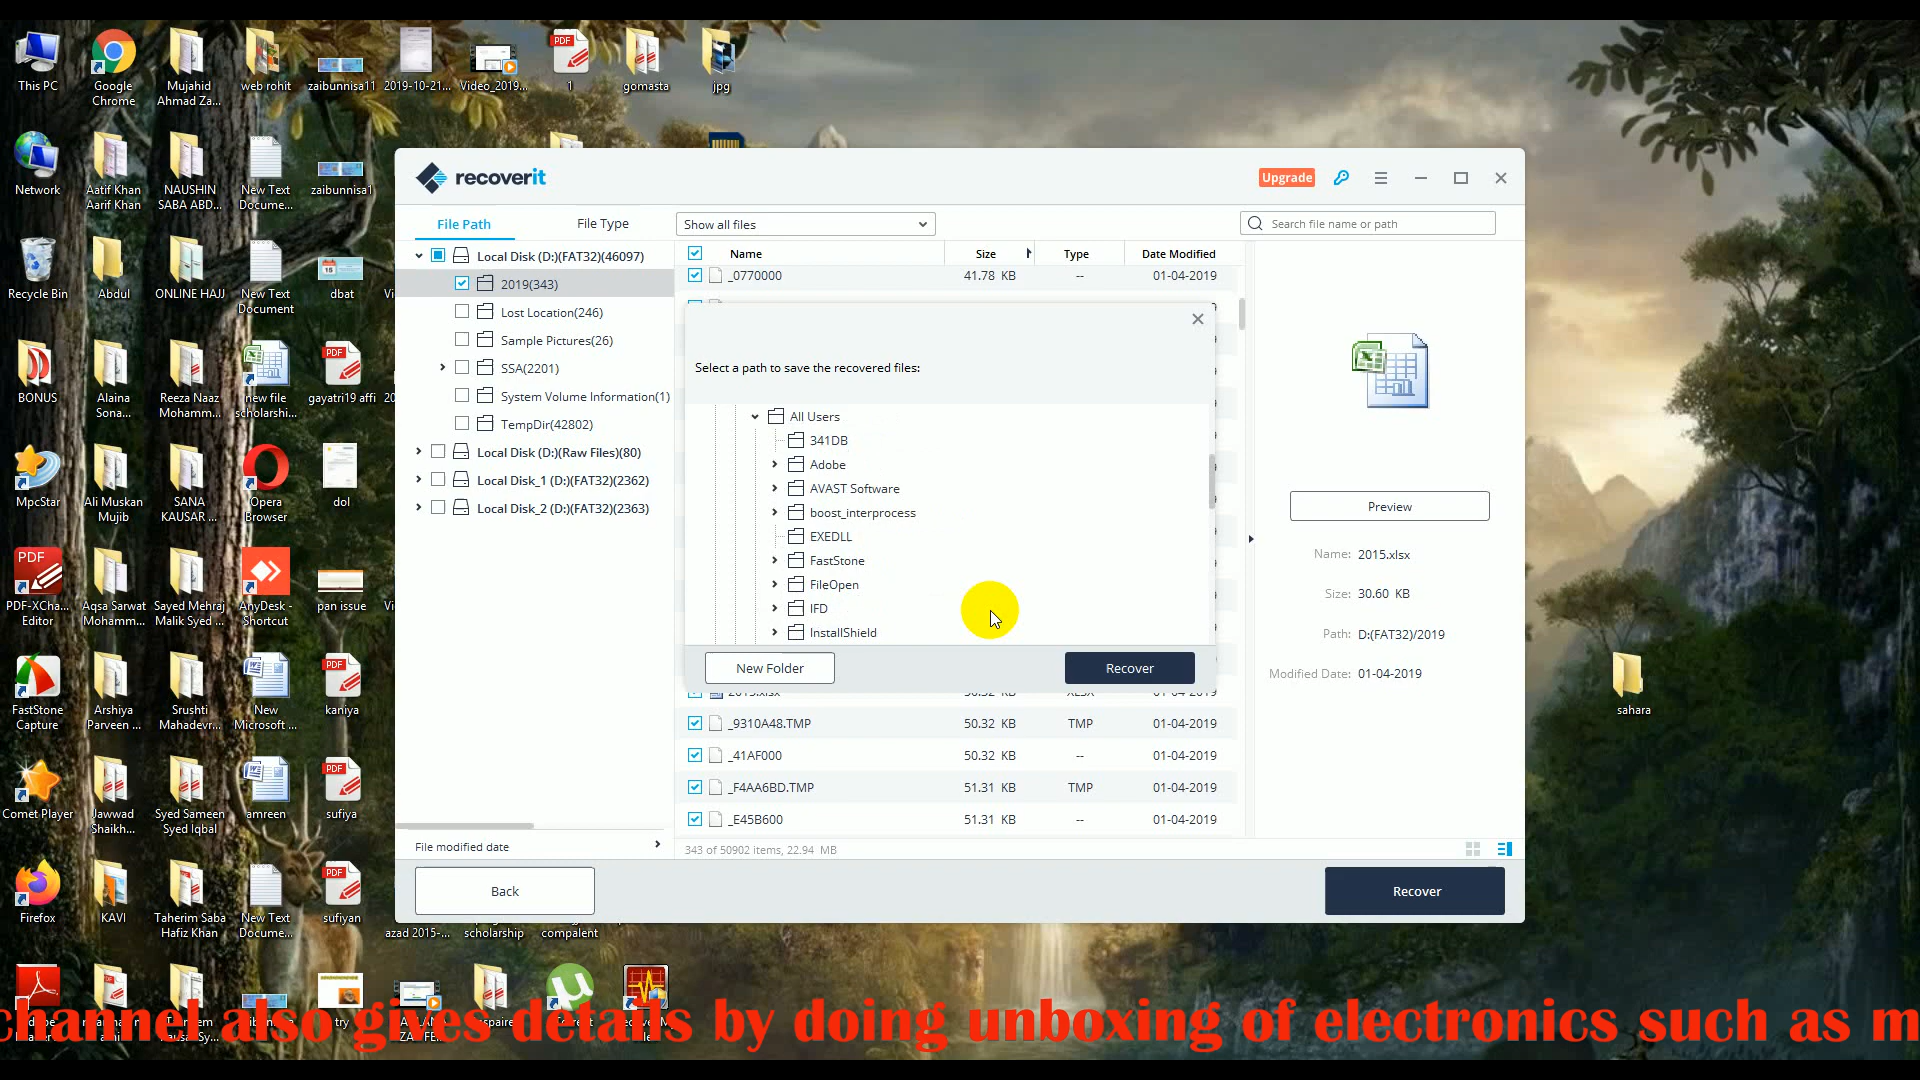 This PC
Google Chrome
Mujahid Ahmad Za...
web rohit
zaibunnisa11
2019-10-21...
Video_2019...
1
gomasta
jpg
Network
Aatif Khan Aarif Khan
NAUSHIN SABA ABD...
New Text Docume...
zaibunnisa1
Recycle Bin
Abdul
ONLINE HAJJ
New Text Document
dbat
BONUS
Alaina Sona...
Reeza Naaz Mohamm...
new file scholarshi...
gayatri19 affi
MpcStar
Ali Muskan Mujib
SANA KAUSAR ...
Opera Browser
dol
PDF-XCha... Editor
Aqsa Sarwat Mohamm...
Sayed Mehraj Malik Syed ...
AnyDesk - Shortcut
pan issue
FastStone Capture
Arshiya Parveen ...
Srushti Mahadevr...
New Microsoft ...
kaniya
Comet Player
Jawwad Shaikh...
Syed Sameen Syed Iqbal
amreen
sufiya
Firefox
KAVI
Taherim Saba Hafiz Khan
New Text Docume...
sufiyan
azad 2015-...
scholarship
compalent
sahara
recoverit
Upgrade
File Path
File Type
Show all files
Search file name or path
Local Disk (D:)(FAT32)(46097)
2019(343)
Lost Location(246)
Sample Pictures(26)
SSA(2201)
System Volume Information(1)
TempDir(42802)
Local Disk (D:)(Raw Files)(80)
Local Disk_1 (D:)(FAT32)(2362)
Local Disk_2 (D:)(FAT32)(2363)
File modified date
Name Size Type Date Modified
_0770000 41.78 KB -- 01-04-2019
Select a path to save the recovered files:
All Users
341DB
Adobe
AVAST Software
boost_interprocess
EXEDLL
FastStone
FileOpen
IFD
InstallShield
New Folder
Recover
2015.xlsx 50.32 KB XLSX 01-04-2019
_9310A48.TMP 50.32 KB TMP 01-04-2019
_41AF000 50.32 KB -- 01-04-2019
_F4AA6BD.TMP 51.31 KB TMP 01-04-2019
_E45B600 51.31 KB -- 01-04-2019
343 of 50902 items, 22.94 MB
Preview
Name: 2015.xlsx
Size: 30.60 KB
Path: D:(FAT32)/2019
Modified Date: 01-04-2019
Back
Recover
channel also gives details by doing unboxing of electronics such as m